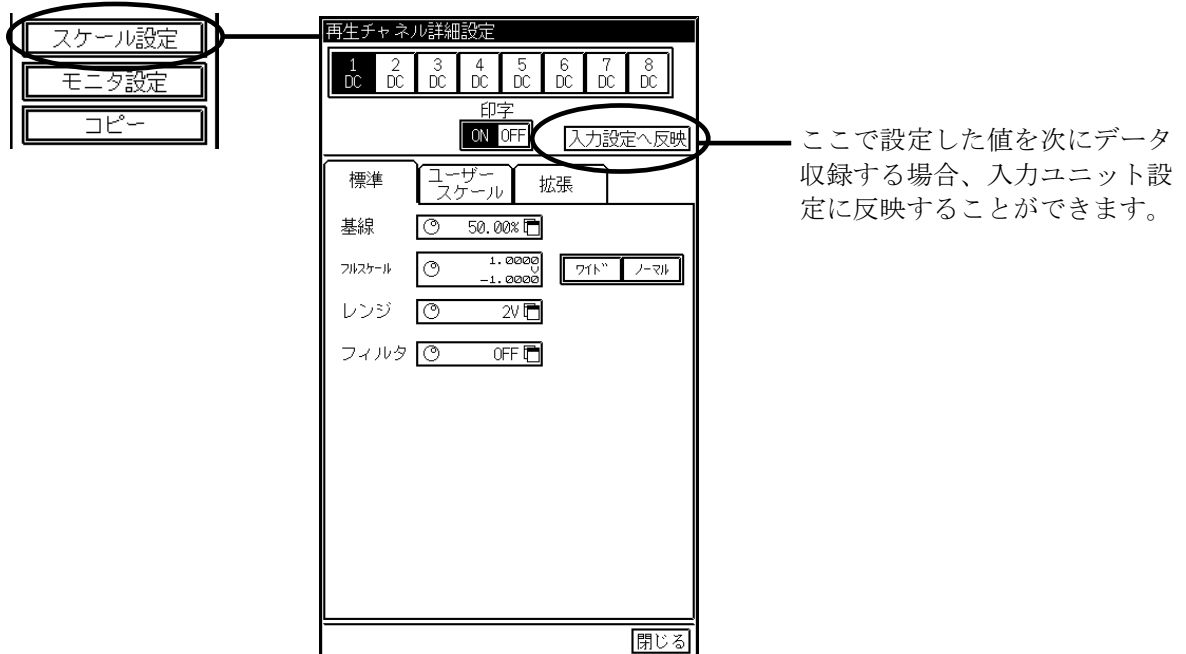 スケール設定
モニタ設定
コピー
再生チャネル詳細設定
1 2 3 4 5 6 7 8
DC DC DC DC DC DC DC DC
印字
ON OFF
入力設定へ反映
標準
ユーザー
スケール
拡張
基線 50.00%
フルスケール 1.0000
V
-1.0000
ワイド ノーマル
レンジ 2V
フィルタ OFF
閉じる
ここで設定した値を次にデータ
収録する場合、入力ユニット設
定に反映することができます。